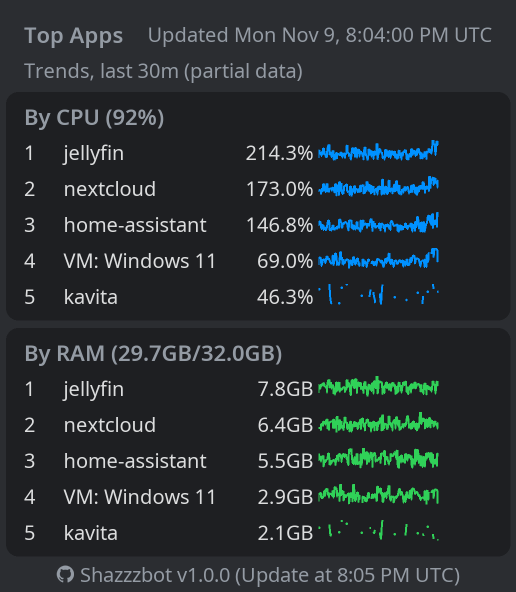 Top Apps Updated Mon Nov 9, 8:04:00 PM UTC
Trends, last 30m (partial data)
By CPU (92%)
1 jellyfin 214.3%
2 nextcloud 173.0%
3 home-assistant 146.8%
4 VM: Windows 11 69.0%
5 kavita 46.3%
By RAM (29.7GB/32.0GB)
1 jellyfin 7.8GB
2 nextcloud 6.4GB
3 home-assistant 5.5GB
4 VM: Windows 11 2.9GB
5 kavita 2.1GB
Shazzzbot v1.0.0 (Update at 8:05 PM UTC)